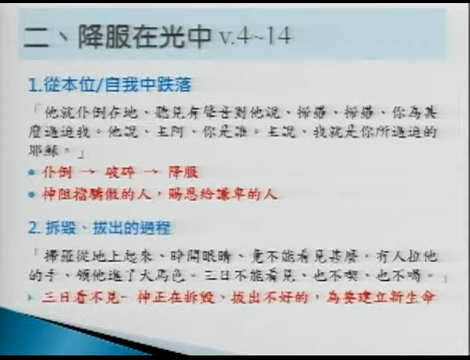 二、降服在光中 v.4~14
1.從本位/自我中跌落
「他就仆倒在地、聽見有聲音對他說、掃羅、掃羅、你為甚
麼逼迫我。他說、主阿、你是誰。主說、我就是你所逼迫的
耶穌。」
仆倒 → 破碎 → 降服
神阻擋驕傲的人，賜恩給謙卑的人
2. 拆毀、拔出的過程
「掃羅從地上起來、睜開眼睛、竟不能看見甚麼．有人拉他
的手、領他進了大馬色。三日不能看見、也不喫、也不喝。」
三日看不見- 神正在拆毀、拔出不好的，為要建立新生命